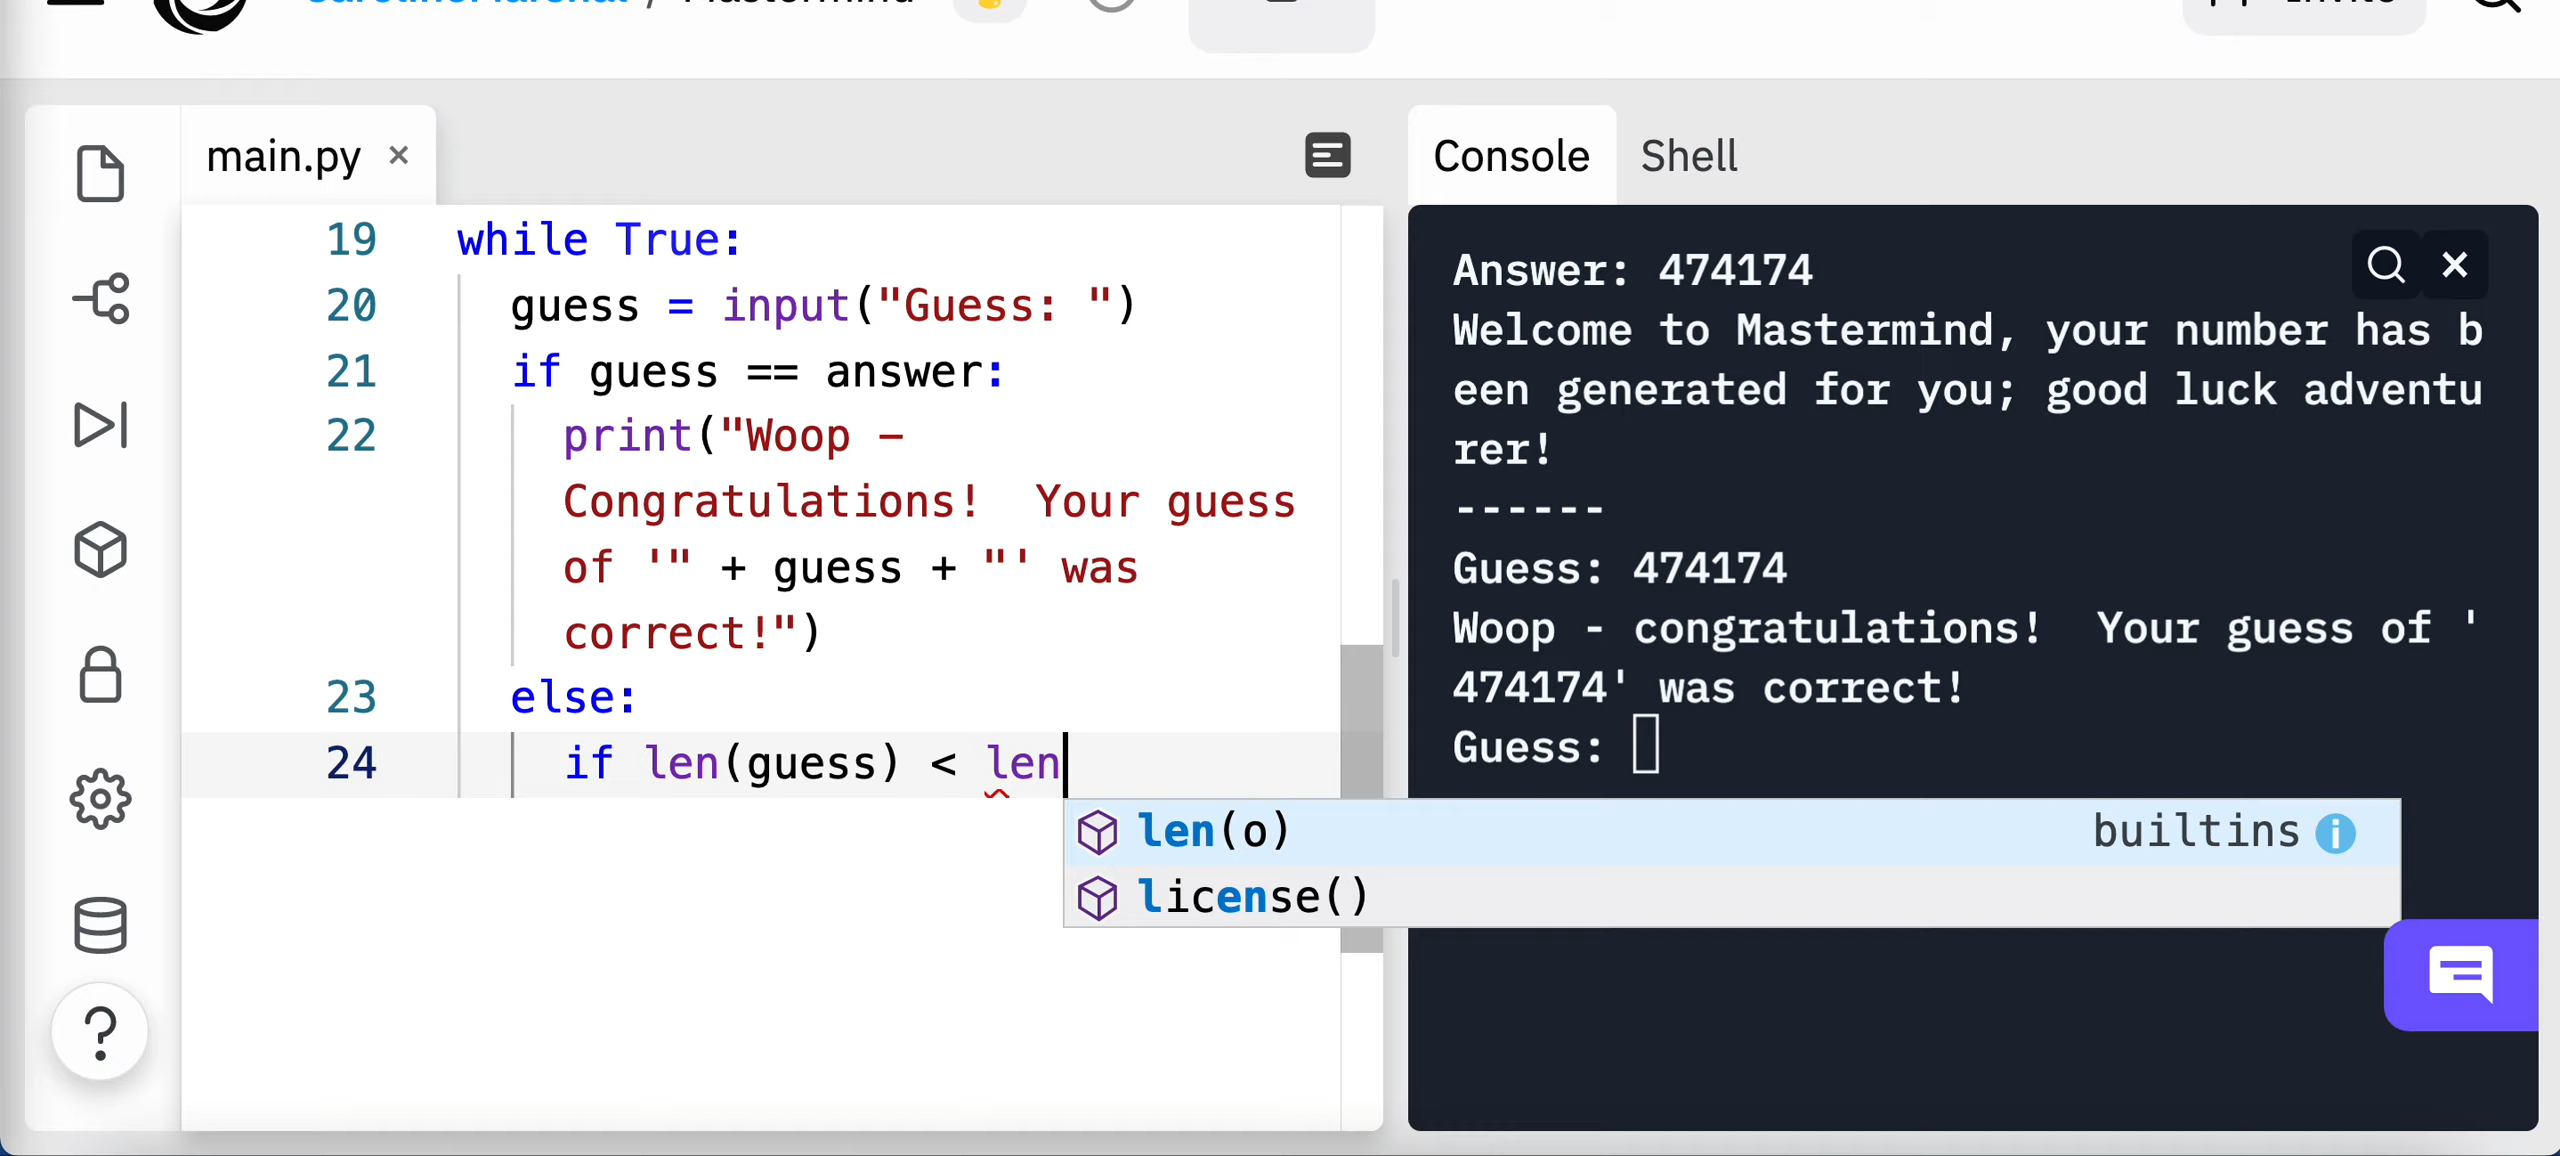 main.py ×
19 while True:
20 guess = input("Guess: ")
21 if guess == answer:
22 print("Woop –
Congratulations!  Your guess
of '" + guess + "' was
correct!")
23 else:
24 if len(guess) < len
len(o) builtins
license()
Console Shell
Answer: 474174
Welcome to Mastermind, your number has b
een generated for you; good luck adventu
rer!
------
Guess: 474174
Woop - congratulations!  Your guess of '
474174' was correct!
Guess: